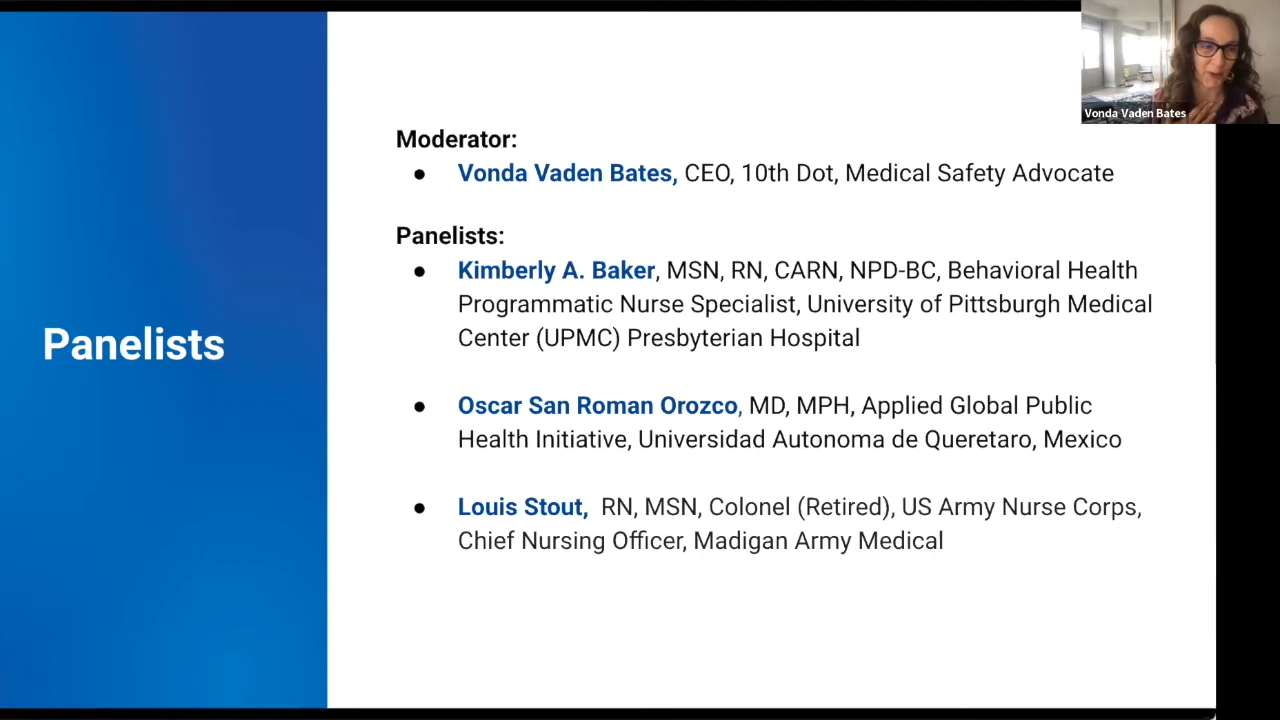 Vonda Vaden Bates
Panelists
Moderator:
● Vonda Vaden Bates, CEO, 10th Dot, Medical Safety Advocate
Panelists:
● Kimberly A. Baker, MSN, RN, CARN, NPD-BC, Behavioral Health
Programmatic Nurse Specialist, University of Pittsburgh Medical
Center (UPMC) Presbyterian Hospital
● Oscar San Roman Orozco, MD, MPH, Applied Global Public
Health Initiative, Universidad Autonoma de Queretaro, Mexico
● Louis Stout, RN, MSN, Colonel (Retired), US Army Nurse Corps,
Chief Nursing Officer, Madigan Army Medical